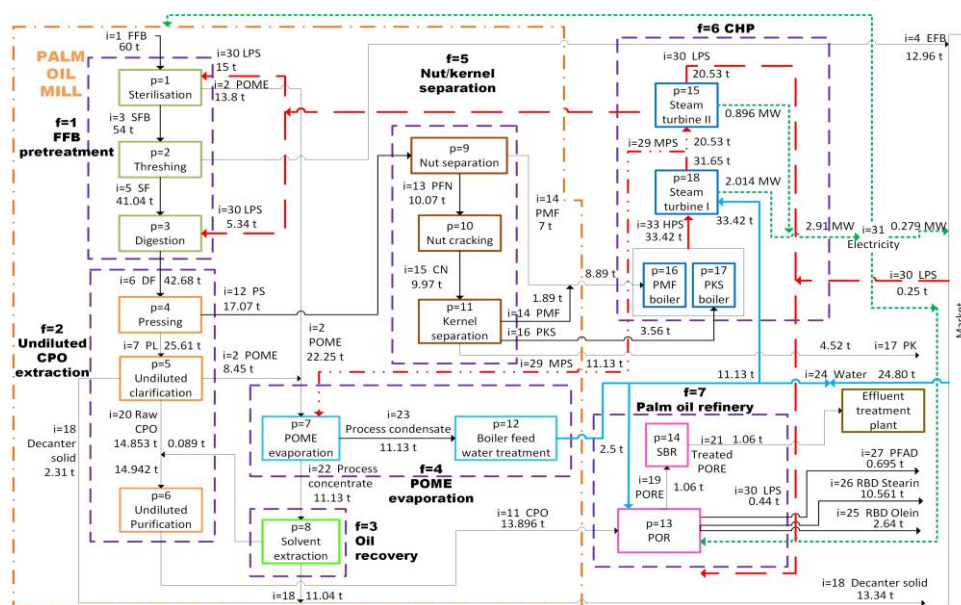 i=1 FFB
60 t
PALM
OIL
MILL
i=30 LPS
15 t
i=2 POME
13.8 t
p=1
Sterilisation
i=3 SFB
54 t
f=1 FFB
pretreatment
p=2
Threshing
i=5 SF
41.04 t
i=30 LPS
5.34 t
p=3
Digestion
i=6 DF
42.68 t
i=12 PS
17.07 t
f=2
Undiluted
CPO
extraction
p=4
Pressing
i=7 PL
25.61 t
i=2 POME
8.45 t
p=5
Undiluted
clarification
i=20 Raw
CPO
14.853 t
0.089 t
14.942 t
i=18
Decanter
solid
2.31 t
p=6
Undiluted
Purification
f=5
Nut/kernel
separation
p=9
Nut separation
i=13 PFN
10.07 t
i=14
PMF
7 t
p=10
Nut cracking
i=15 CN
9.97 t
1.89 t
p=11
Kernel
separation
i=14 PMF
i=16 PKS
i=2
POME
22.25 t
i=29 MPS
11.13 t
p=7
POME
evaporation
i=23
Process condensate
11.13 t
p=12
Boiler feed
water treatment
i=22 Process
concentrate
11.13 t
f=4
POME
evaporation
f=3
Oil
recovery
p=8
Solvent
extraction
i=11 CPO
13.896 t
i=18
11.04 t
f=6 CHP
i=30 LPS
20.53 t
p=15
Steam
turbine II
0.896 MW
i=29 MPS
20.53 t
31.65 t
p=18
Steam
turbine I
2.014 MW
33.42 t
i=33 HPS
33.42 t
8.89 t
p=16
PMF
boiler
p=17
PKS
boiler
3.56 t
i=4 EFB
12.96 t
2.91 MW
i=31
Electricity
0.279 MW
i=30 LPS
0.25 t
Market
4.52 t
i=17 PK
11.13 t
i=24 Water
24.80 t
f=7
Palm oil refinery
Effluent
treatment
plant
2.5 t
p=14
SBR
i=21
Treated
PORE
1.06 t
i=19
PORE
1.06 t
i=30 LPS
0.44 t
i=27 PFAD
0.695 t
i=26 RBD Stearin
10.561 t
i=25 RBD Olein
2.64 t
p=13
POR
i=18 Decanter solid
13.34 t